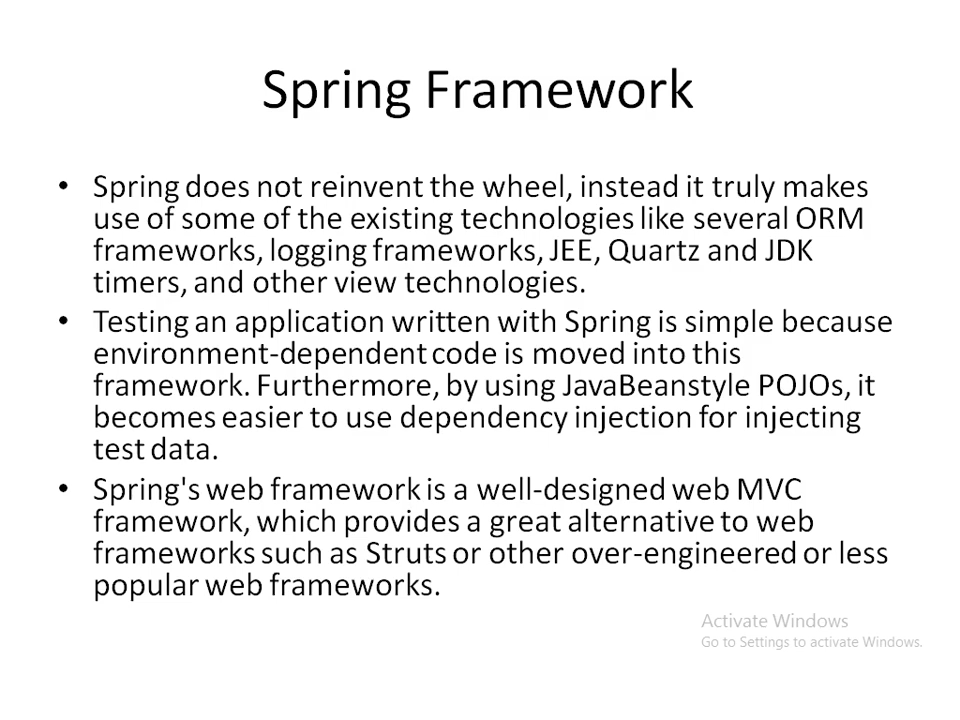 Spring Framework
• Spring does not reinvent the wheel, instead it truly makes
use of some of the existing technologies like several ORM
frameworks, logging frameworks, JEE, Quartz and JDK
timers, and other view technologies.
• Testing an application written with Spring is simple because
environment-dependent code is moved into this
framework. Furthermore, by using JavaBeanstyle POJOs, it
becomes easier to use dependency injection for injecting
test data.
• Spring's web framework is a well-designed web MVC
framework, which provides a great alternative to web
frameworks such as Struts or other over-engineered or less
popular web frameworks.
Activate Windows
Go to Settings to activate Windows.